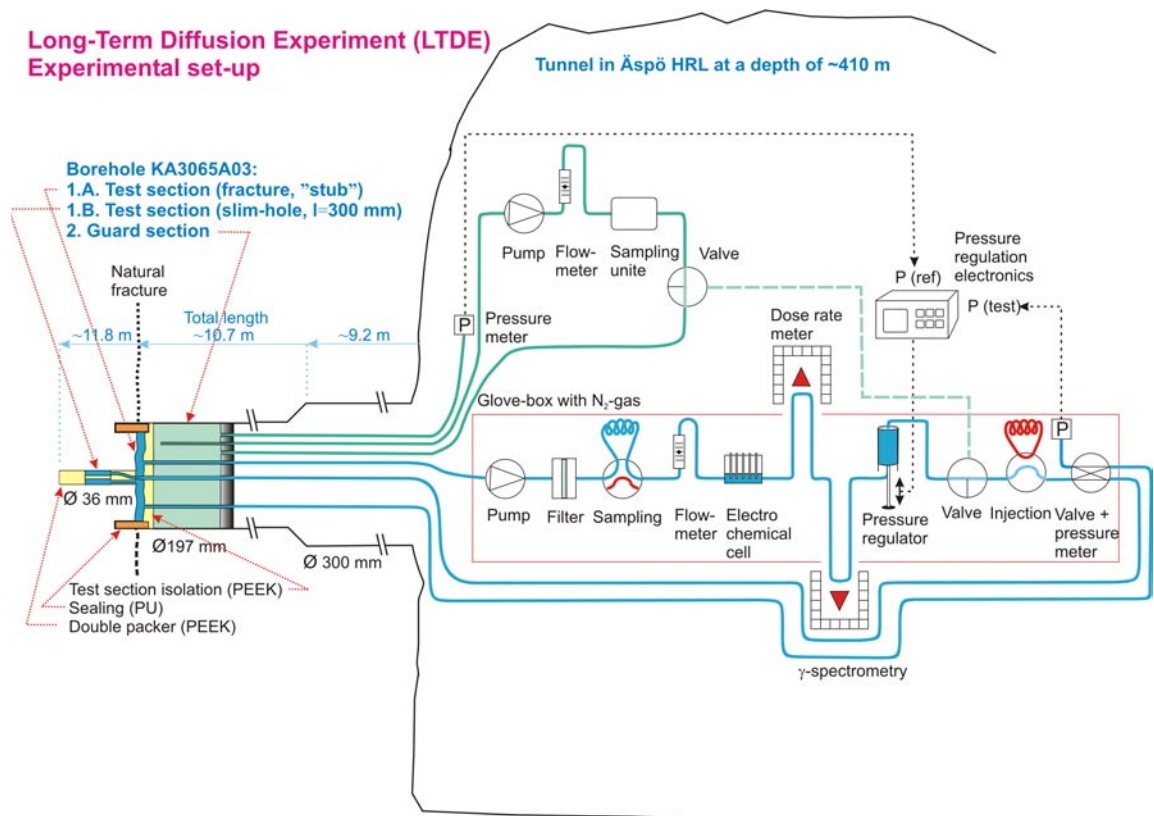 Long-Term Diffusion Experiment (LTDE)
Experimental set-up
Tunnel in Äspö HRL at a depth of ~410 m
Borehole KA3065A03:
1.A. Test section (fracture, ”stub”)
1.B. Test section (slim-hole, l=300 mm)
2. Guard section
Natural
fracture
~11.8 m
Total length
~10.7 m
~9.2 m
Pump
Flow-
meter
Sampling
unite
Valve
Pressure
regulation
electronics
P (ref)
P (test)
P
Pressure
meter
Dose rate
meter
Glove-box with N₂-gas
P
Pump
Filter
Sampling
Flow-
meter
Electro
chemical
cell
Pressure
regulator
Valve
Injection
Valve +
pressure
meter
Ø 36 mm
Ø197 mm
Ø 300 mm
Test section isolation (PEEK)
Sealing (PU)
Double packer (PEEK)
γ-spectrometry